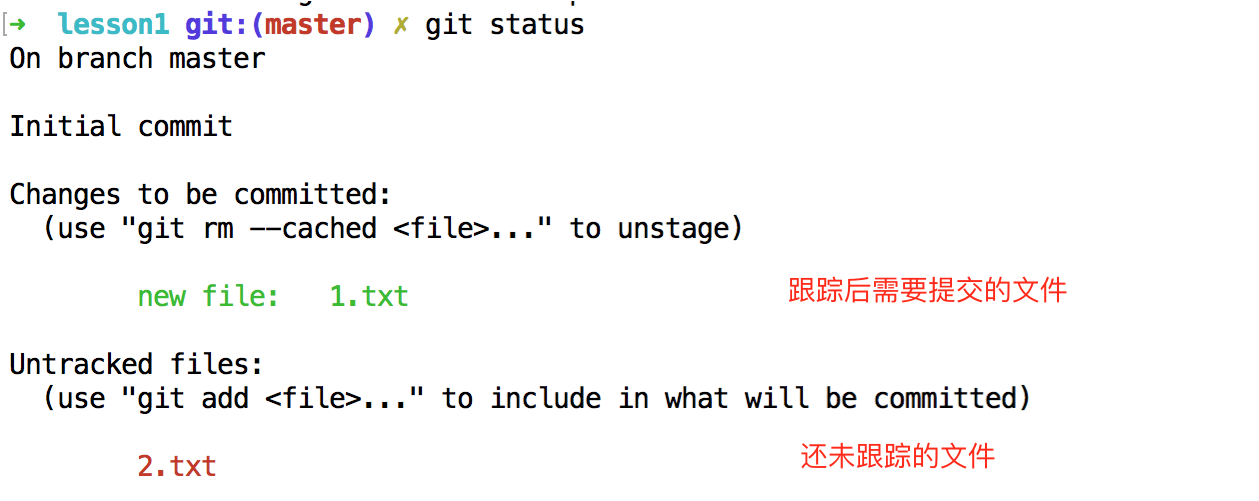 [➜  lesson1 git:(master) ✗ git status
On branch master
Initial commit
Changes to be committed:
(use "git rm --cached <file>..." to unstage)
new file:   1.txt
跟踪后需要提交的文件
Untracked files:
(use "git add <file>..." to include in what will be committed)
2.txt
还未跟踪的文件